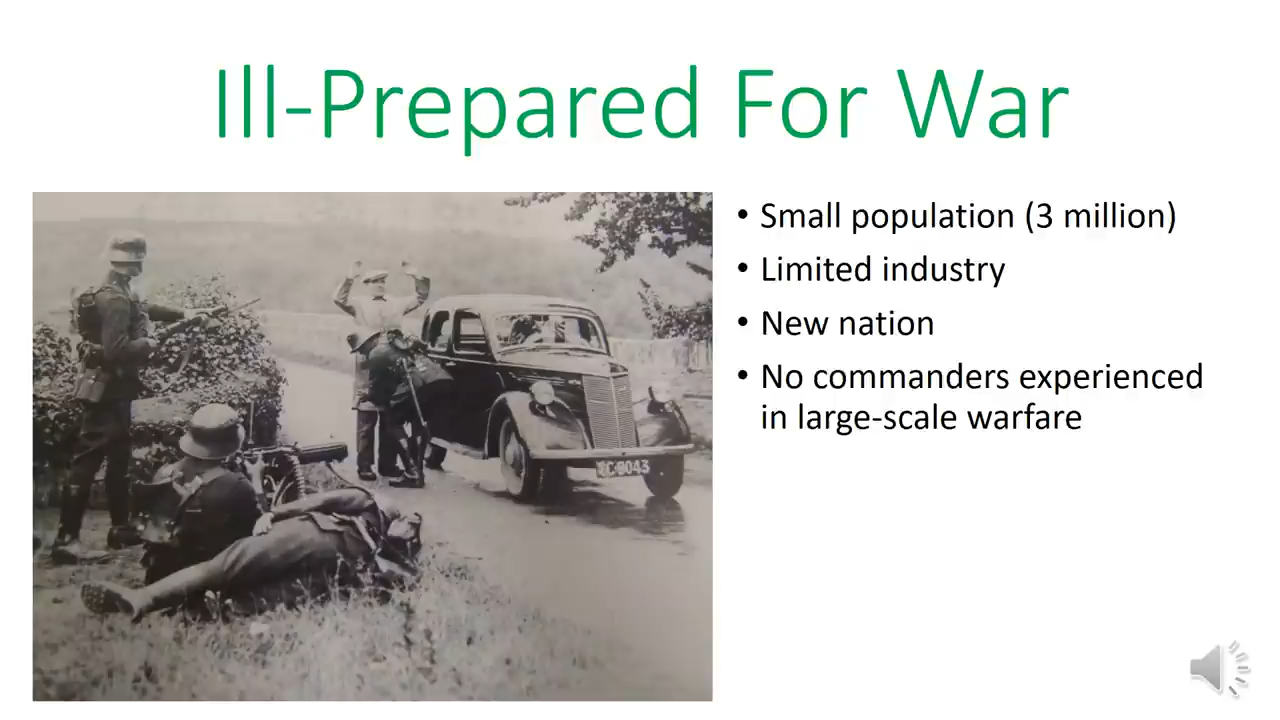 Ill-Prepared For War
• Small population (3 million)
• Limited industry
• New nation
• No commanders experienced
in large-scale warfare